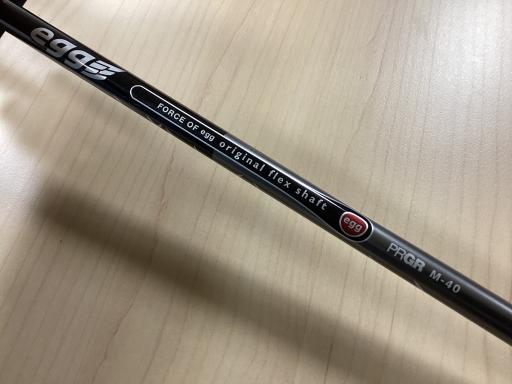 egg
FORCE OF egg original flex shaft
egg
PRGR M-40